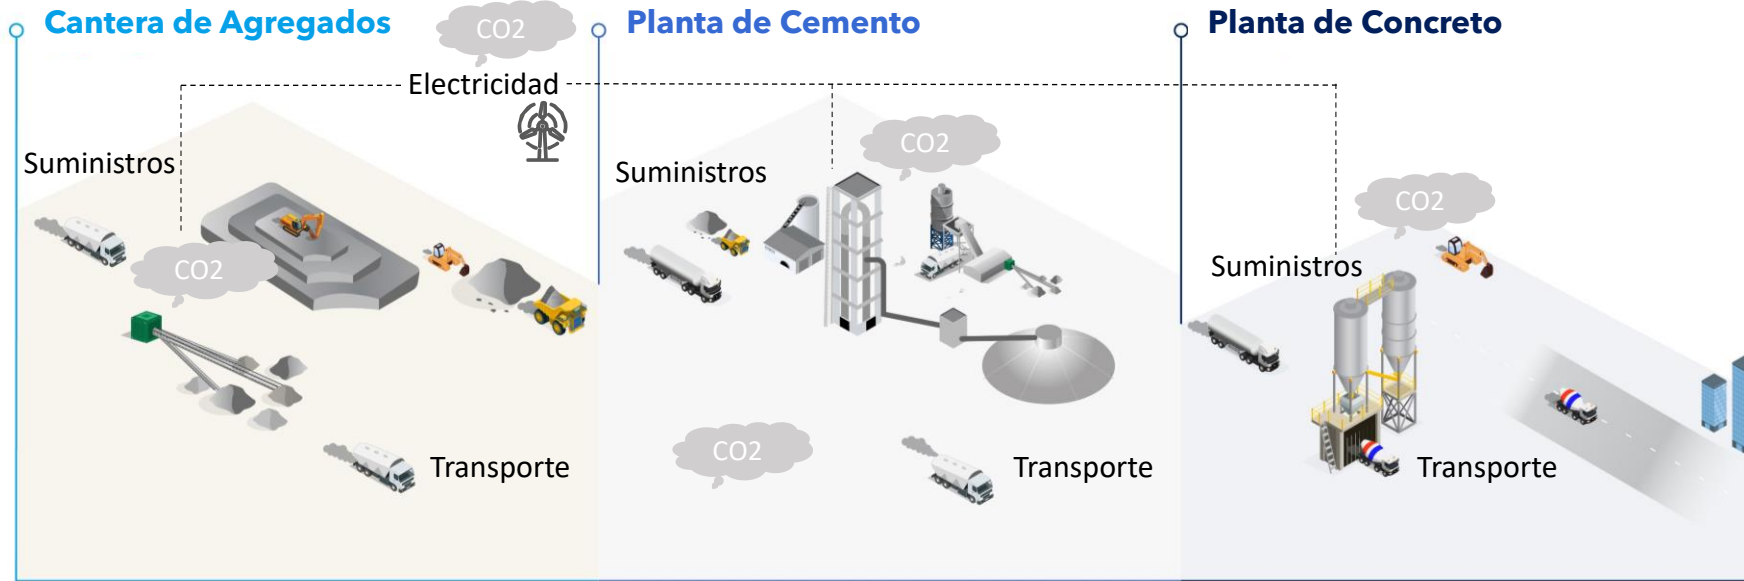 Cantera de Agregados
Planta de Cemento
Planta de Concreto
CO2
Electricidad
Suministros
CO2
Transporte
Suministros
CO2
CO2
Transporte
CO2
Suministros
Transporte